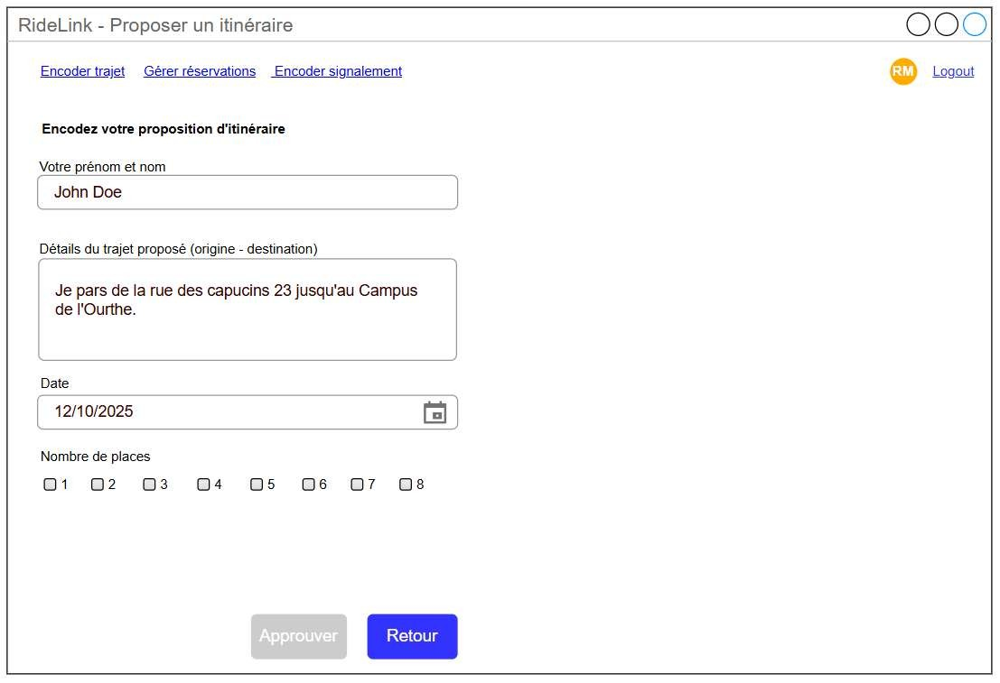 RideLink - Proposer un itinéraire
Encoder trajet Gérer réservations Encoder signalement RM Logout
Encodez votre proposition d'itinéraire
Votre prénom et nom
John Doe
Détails du trajet proposé (origine - destination)
Je pars de la rue des capucins 23 jusqu'au Campus
de l'Ourthe.
Date
12/10/2025
Nombre de places
1 2 3 4 5 6 7 8
Approuver Retour